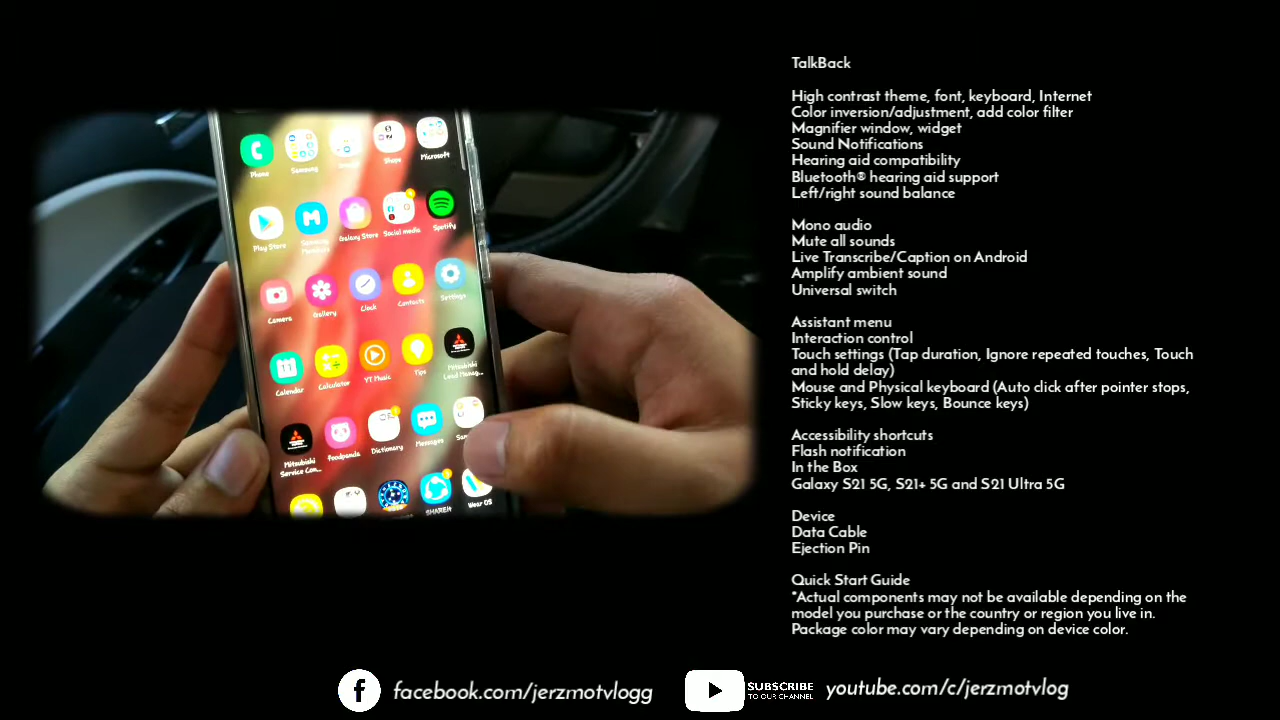 Phone
Samsung
Shope
Microsoft
Play Store
Samsung Members
Galaxy Store
Social media
Spotify
Camera
Gallery
Clock
Contacts
Settings
Calendar
11
Calculator
YT Music
Tips
Mitsubishi
Mitsubishi
Service Con...
foodpanda
Dictionary
Messages
SHAREit
Wear OS
TalkBack
High contrast theme, font, keyboard, Internet
Color inversion/adjustment, add color filter
Magnifier window, widget
Sound Notifications
Hearing aid compatibility
Bluetooth® hearing aid support
Left/right sound balance
Mono audio
Mute all sounds
Live Transcribe/Caption on Android
Amplify ambient sound
Universal switch
Assistant menu
Interaction control
Touch settings (Tap duration, Ignore repeated touches, Touch
and hold delay)
Mouse and Physical keyboard (Auto click after pointer stops,
Sticky keys, Slow keys, Bounce keys)
Accessibility shortcuts
Flash notification
In the Box
Galaxy S21 5G, S21+ 5G and S21 Ultra 5G
Device
Data Cable
Ejection Pin
Quick Start Guide
*Actual components may not be available depending on the
model you purchase or the country or region you live in.
Package color may vary depending on device color.
facebook.com/jerzmotvlogg
SUBSCRIBE
TO OUR CHANNEL
youtube.com/c/jerzmotvlog